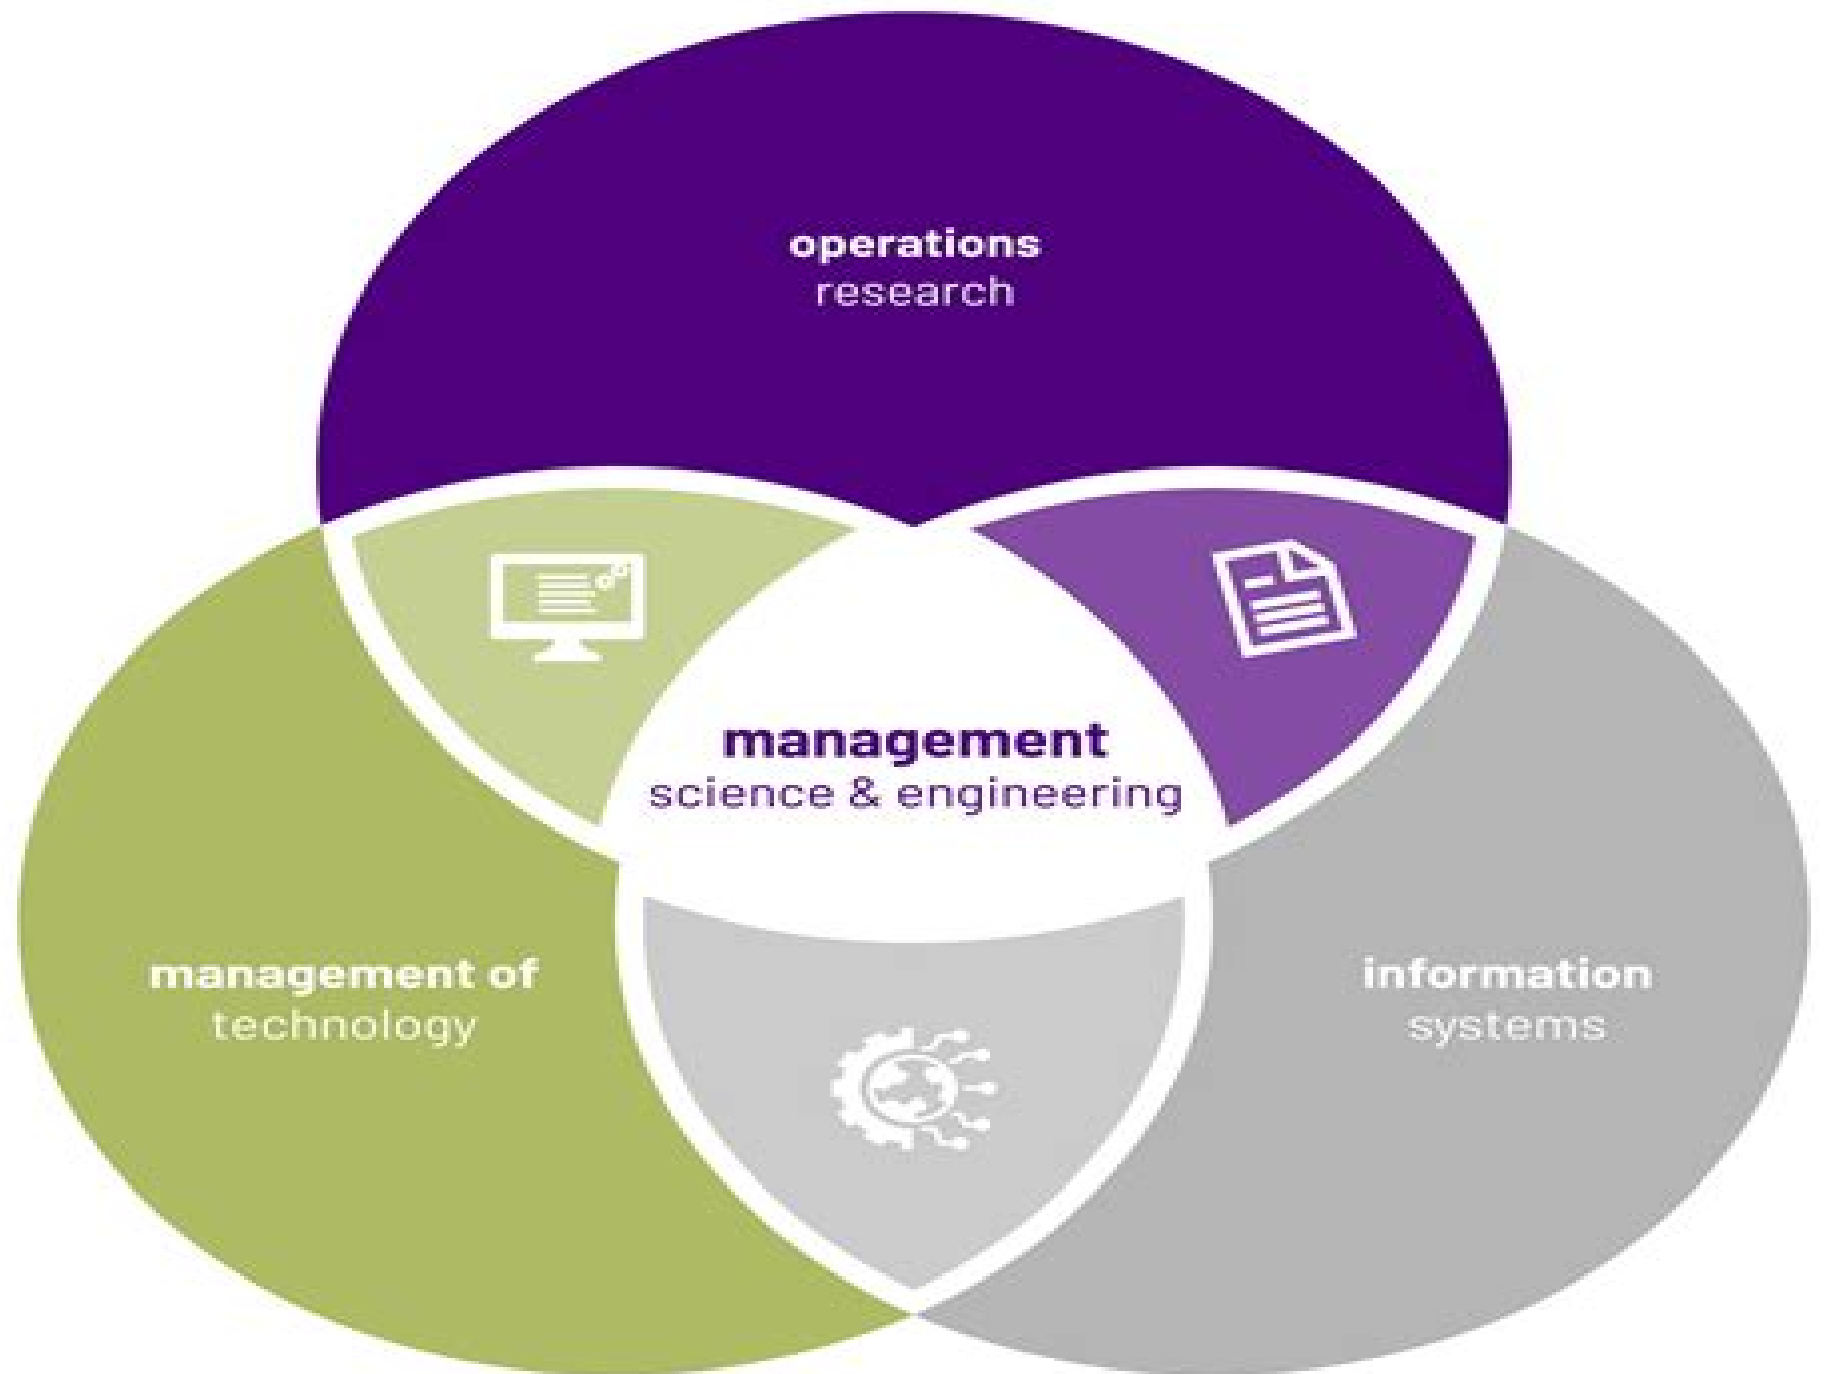 operations
research
management
science & engineering
management of
technology
information
systems